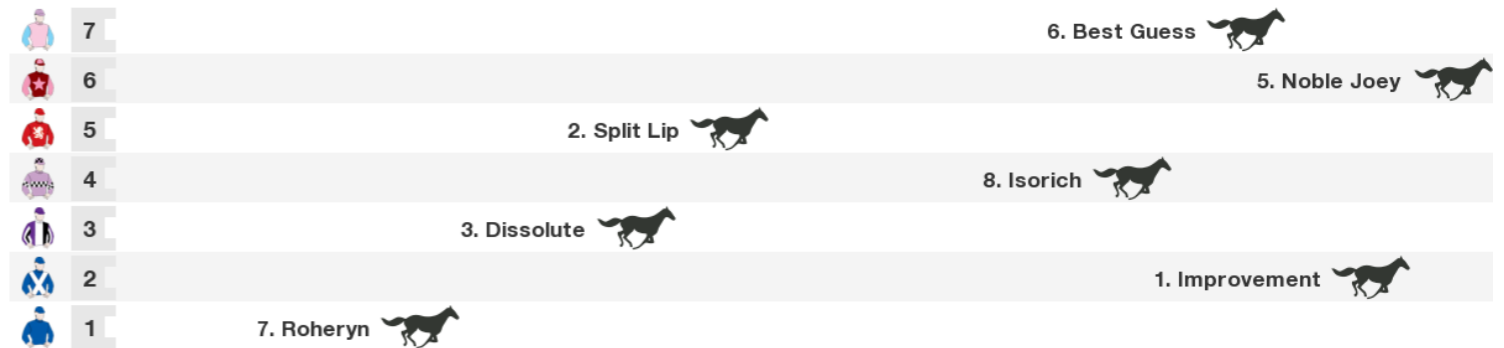 7 6. Best Guess
6 5. Noble Joey
5 2. Split Lip
4 8. Isorich
3 3. Dissolute
2 1. Improvement
1 7. Roheryn